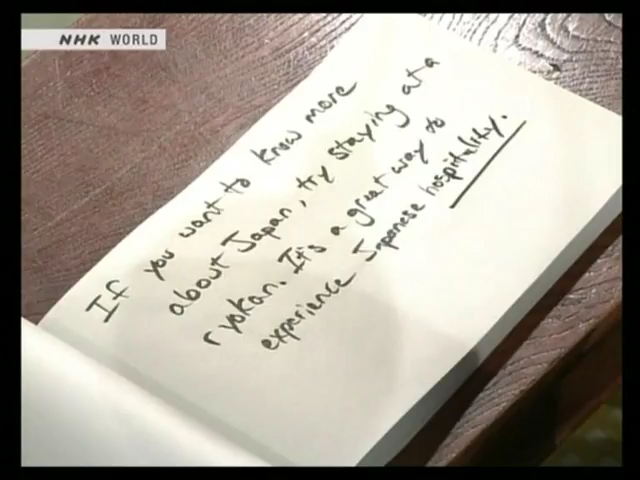 NHK WORLD
If you want to know more
about Japan, try staying at a
ryokan. It's a great way to
experience Japanese hospitality.